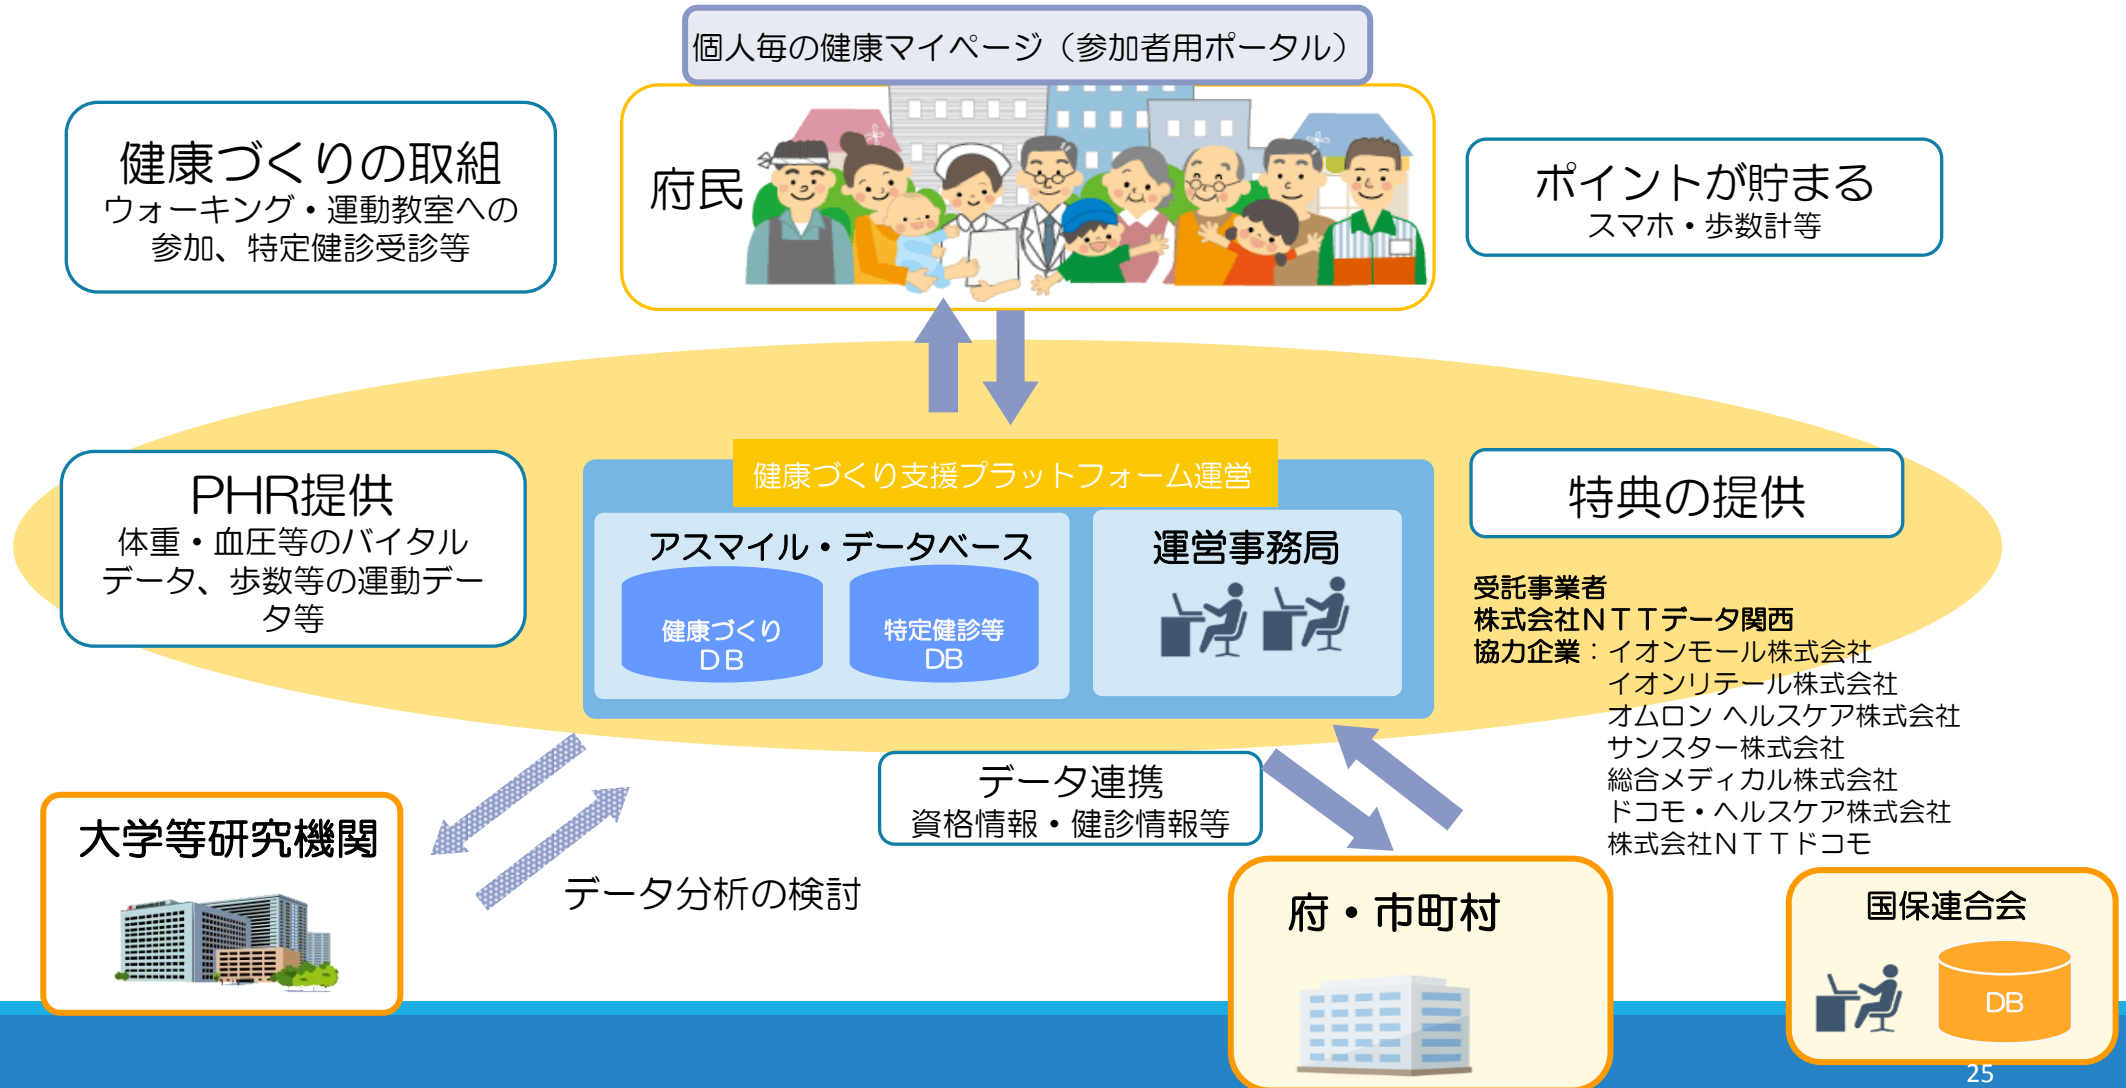 個人毎の健康マイページ（参加者用ポータル）
健康づくりの取組
ウォーキング・運動教室への
参加、特定健診受診等
府民
ポイントが貯まる
スマホ・歩数計等
PHR提供
体重・血圧等のバイタル
データ、歩数等の運動デー
タ等
健康づくり支援プラットフォーム運営
アスマイル・データベース
健康づくり
ＤＢ
特定健診等
DB
運営事務局
特典の提供
受託事業者
株式会社ＮＴＴデータ関西
協力企業：イオンモール株式会社
イオンリテール株式会社
オムロン ヘルスケア株式会社
サンスター株式会社
総合メディカル株式会社
ドコモ・ヘルスケア株式会社
株式会社ＮＴＴドコモ
データ連携
資格情報・健診情報等
大学等研究機関
データ分析の検討
府・市町村
国保連合会
DB
25